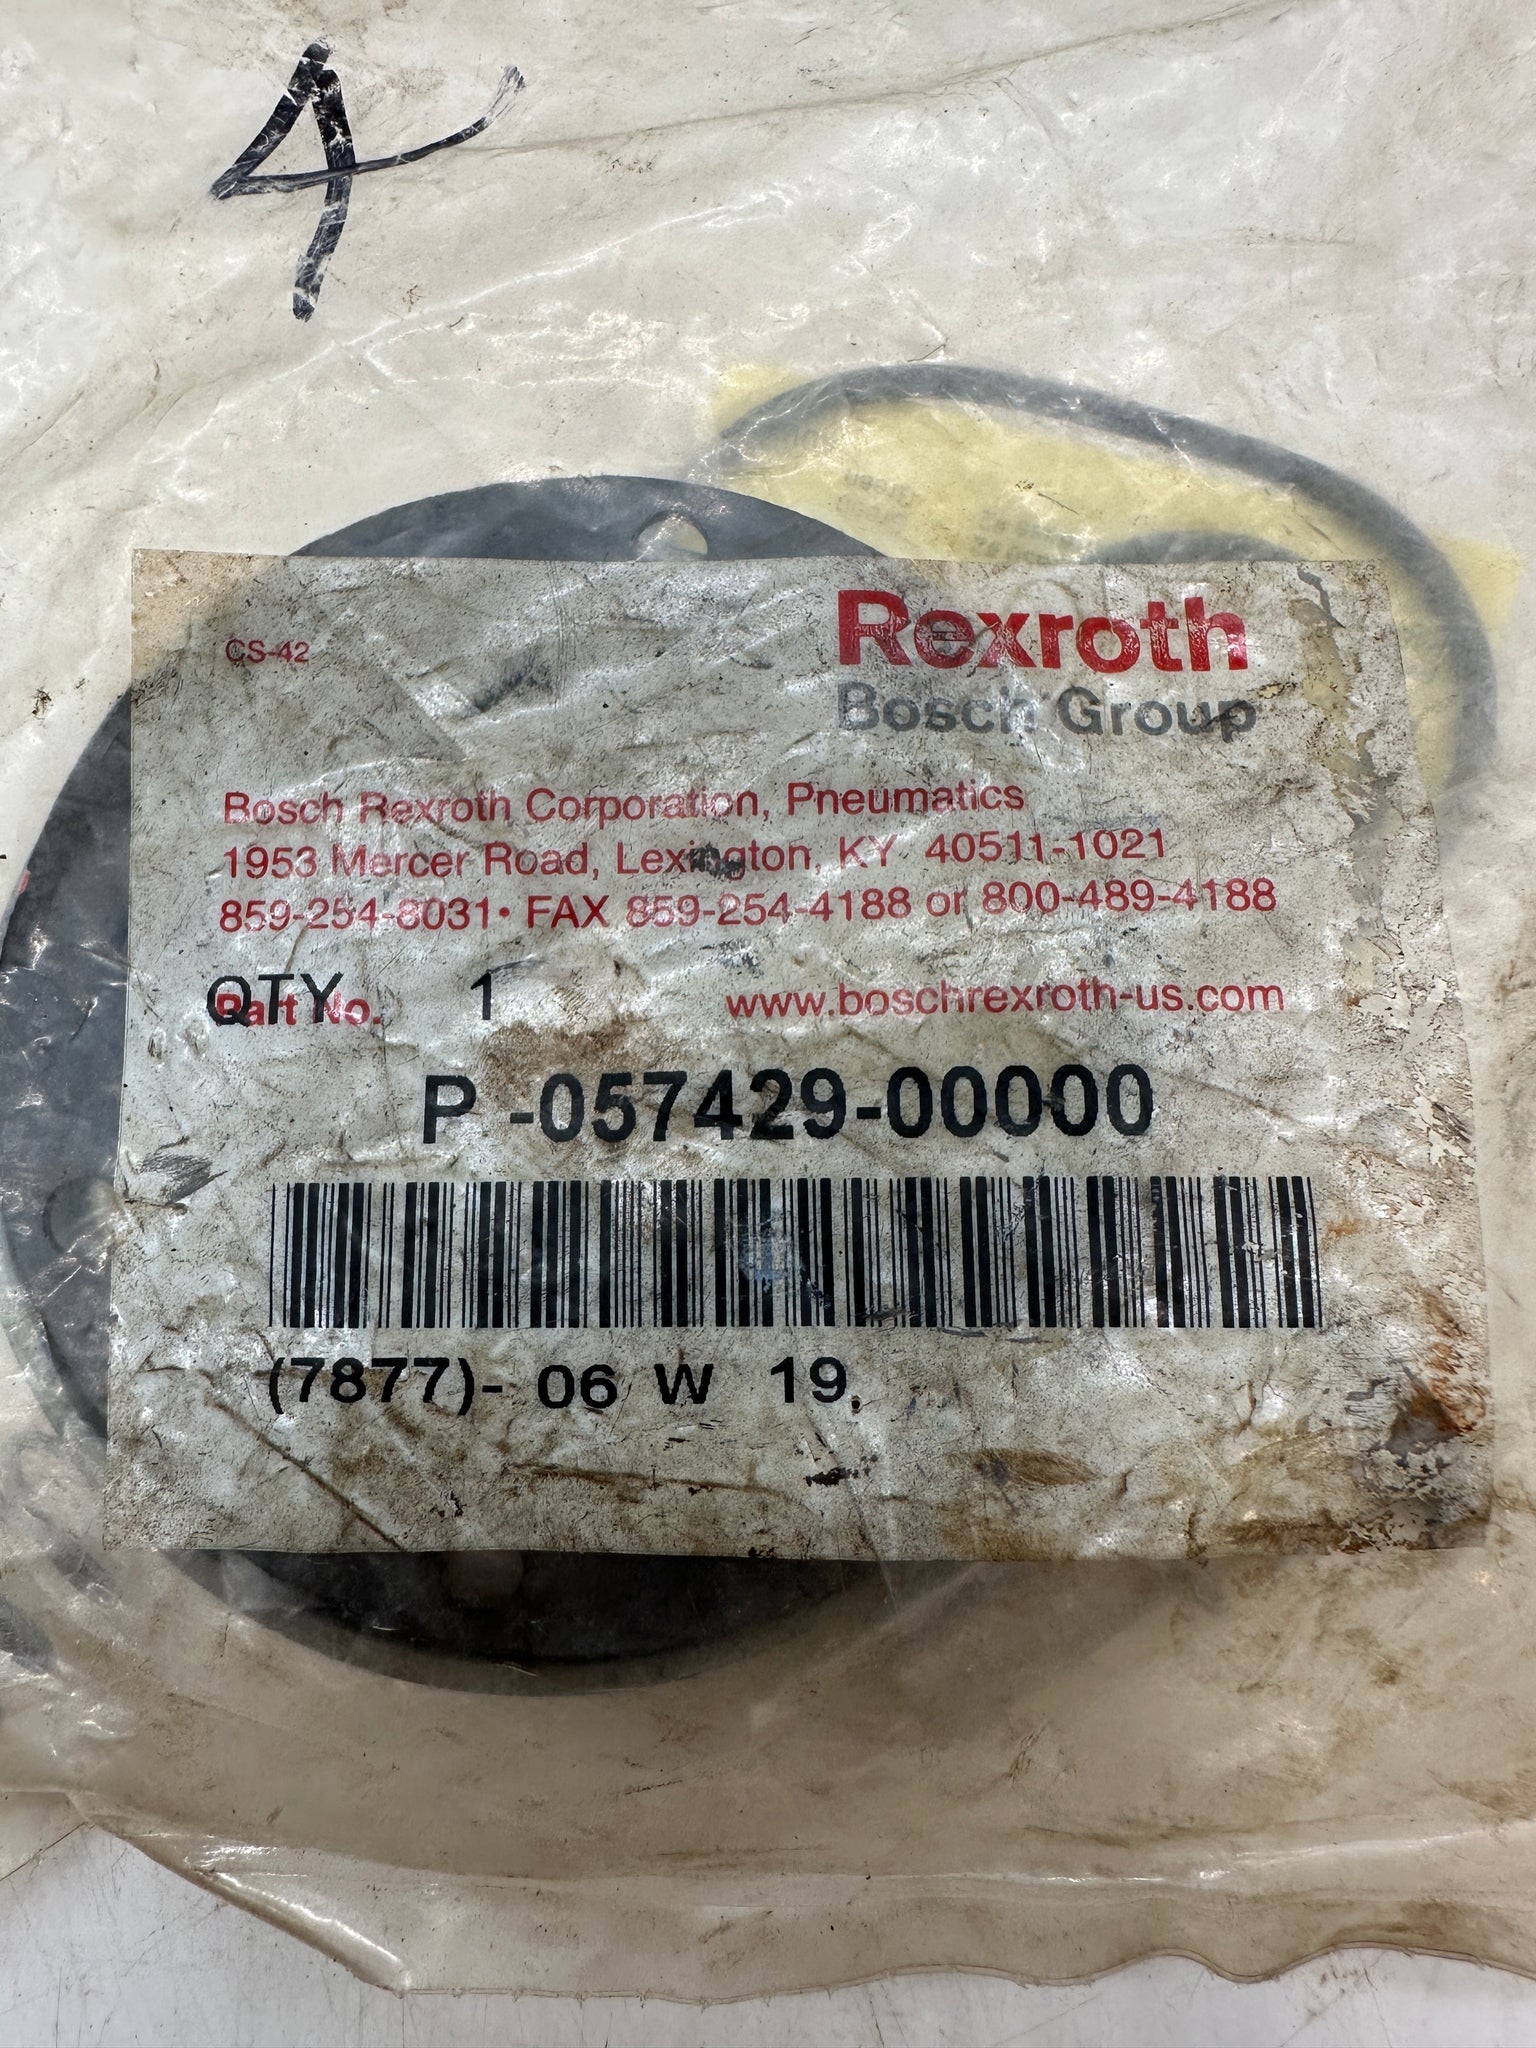 4
CS-42
Rexroth
Bosch Group
Bosch Rexroth Corporation, Pneumatics
1953 Mercer Road, Lexington, KY 40511-1021
859-254-8031• FAX 859-254-4188 or 800-489-4188
QTY 1
Part No. www.boschrexroth-us.com
P -057429-00000
(7877)- 06 W 19